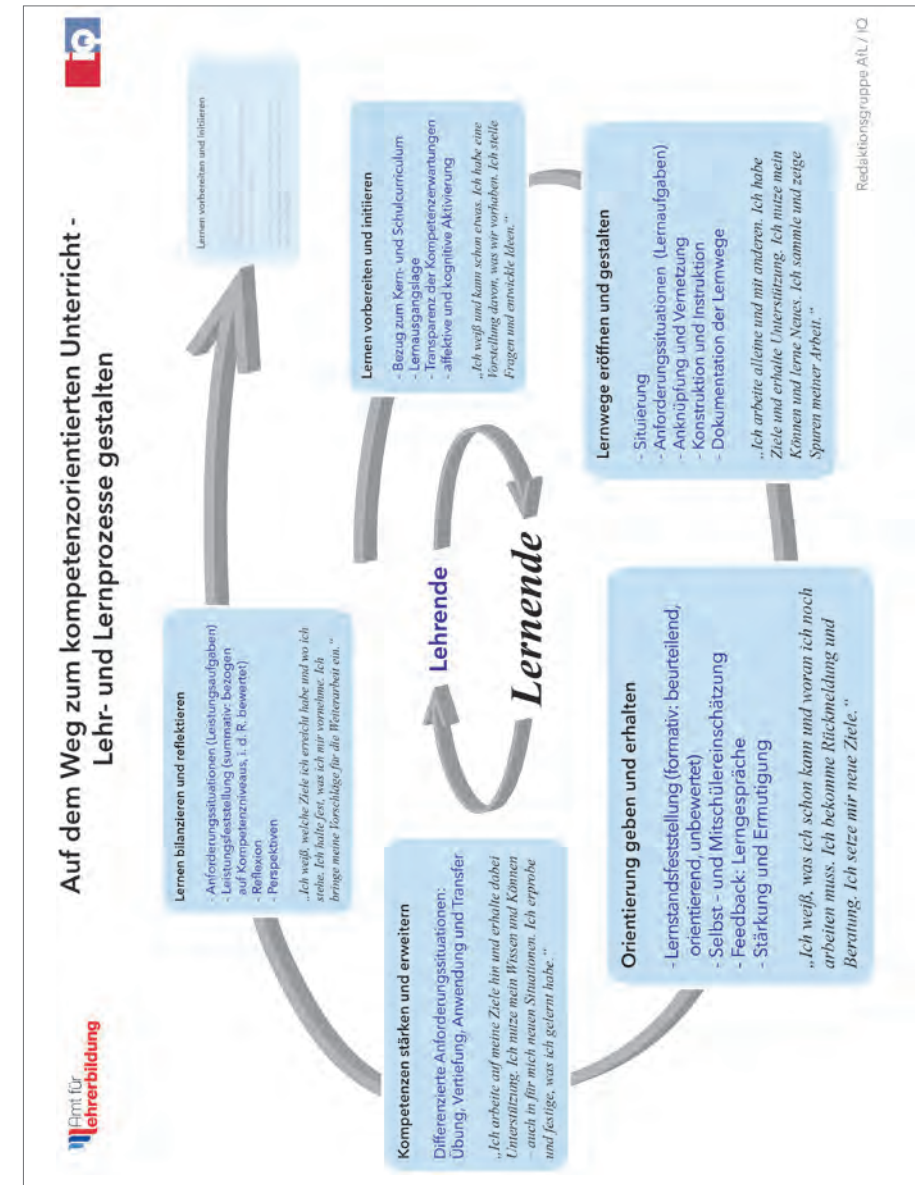 Amt für
Lehrerbildung
Auf dem Weg zum kompetenzorientierten Unterricht -
Lehr- und Lernprozesse gestalten
iQ
Lernen bilanzieren und reflektieren
- Anforderungssituationen (Leistungsaufgaben)
- Leistungsfeststellung (summativ: bezogen
auf Kompetenzniveaus, i. d. R. bewertet)
- Reflexion
- Perspektiven
„Ich weiß, welche Ziele ich erreicht habe und wo ich
stehe. Ich halte fest, was ich mir vornehme. Ich
bringe meine Vorschläge für die Weiterarbeit ein.“
Lernen vorbereiten und initiieren
Lernen vorbereiten und initiieren
- Bezug zum Kern- und Schulcurriculum
- Lernausgangslage
- Transparenz der Kompetenzerwartungen
- affektive und kognitive Aktivierung
„Ich weiß und kann schon etwas. Ich habe eine
Vorstellung davon, was wir vorhaben. Ich stelle
Fragen und entwickle Ideen.“
Kompetenzen stärken und erweitern
Differenzierte Anforderungssituationen:
Übung, Vertiefung, Anwendung und Transfer
„Ich arbeite auf meine Ziele hin und erhalte dabei
Unterstützung. Ich nutze mein Wissen und Können
– auch in für mich neuen Situationen. Ich erprobe
und festige, was ich gelernt habe.“
Lehrende
Lernende
Lernwege eröffnen und gestalten
- Situierung
- Anforderungssituationen (Lernaufgaben)
- Anknüpfung und Vernetzung
- Konstruktion und Instruktion
- Dokumentation der Lernwege
„Ich arbeite alleine und mit anderen. Ich habe
Ziele und erhalte Unterstützung. Ich nutze mein
Können und lerne Neues. Ich sammle und zeige
Spuren meiner Arbeit.“
Orientierung geben und erhalten
- Lernstandsfeststellung (formativ: beurteilend,
orientierend, unbewertet)
- Selbst - und Mitschülereinschätzung
- Feedback: Lerngespräche
- Stärkung und Ermutigung
„Ich weiß, was ich schon kann und woran ich noch
arbeiten muss. Ich bekomme Rückmeldung und
Beratung. Ich setze mir neue Ziele.“
Redaktionsgruppe AfL / IQ